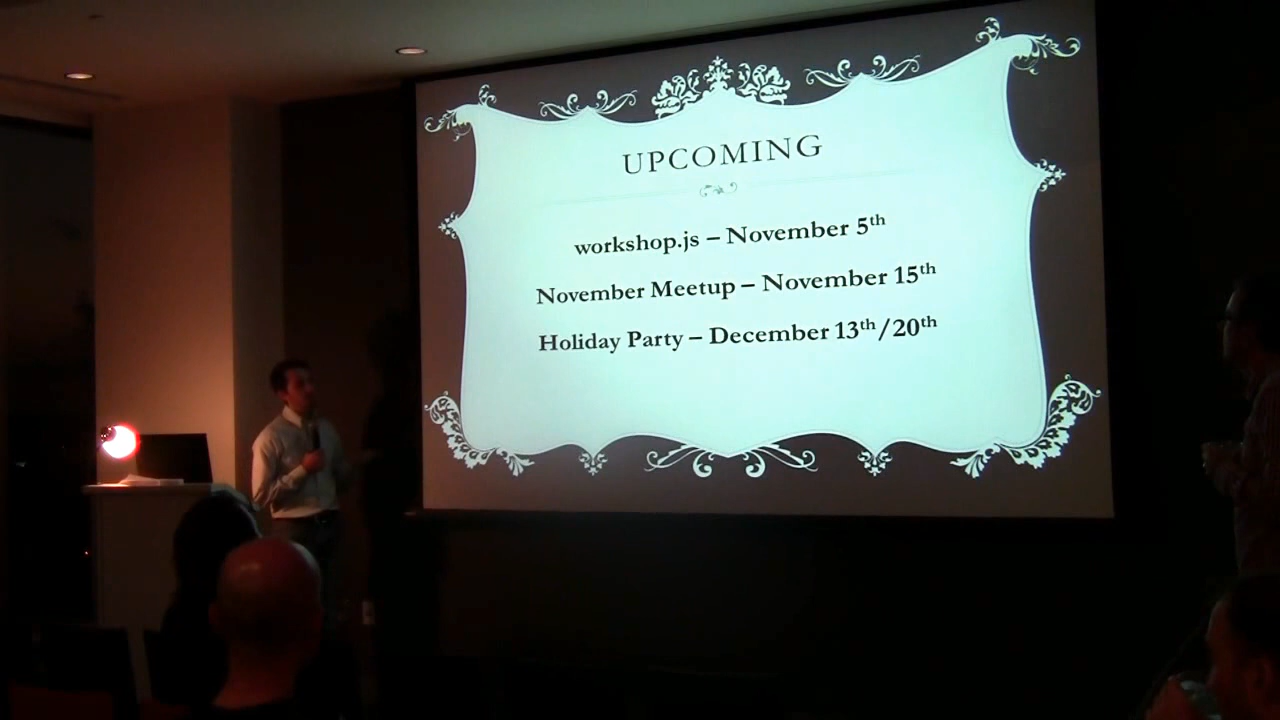 UPCOMING
workshop.js – November 5th
November Meetup – November 15th
Holiday Party – December 13th/20th